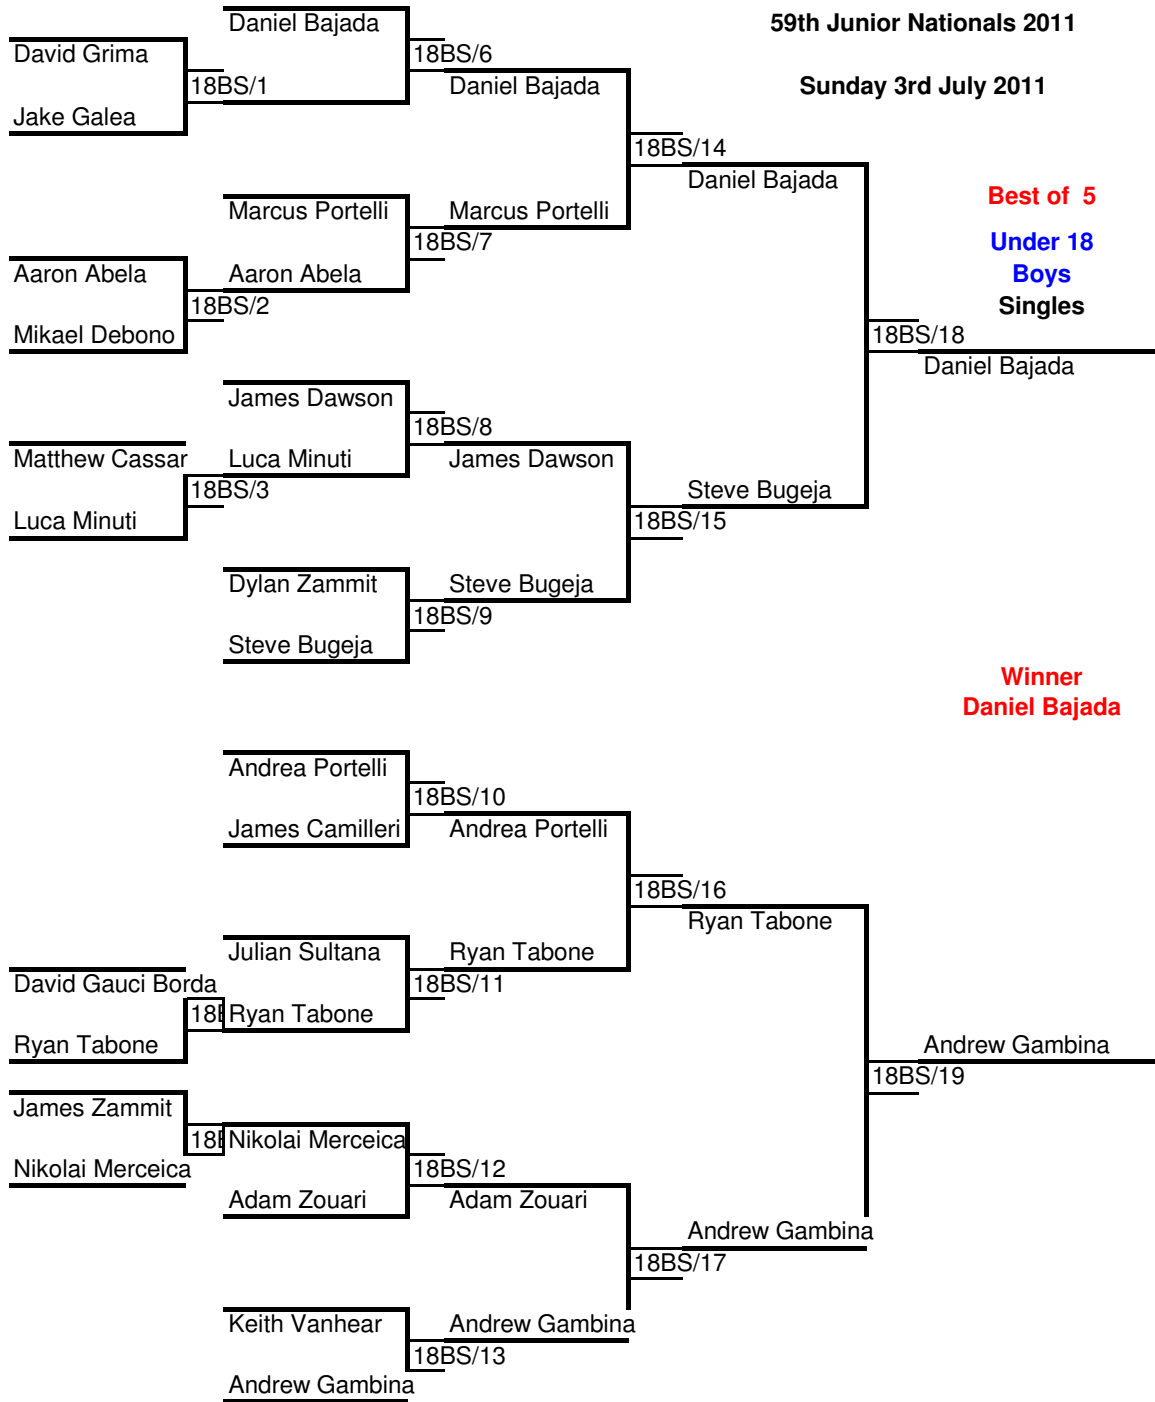 Daniel Bajada
59th Junior Nationals 2011
David Grima
18BS/6
18BS/1
Daniel Bajada
Sunday 3rd July 2011
Jake Galea
18BS/14
Daniel Bajada
Best of 5
Marcus Portelli
Marcus Portelli
18BS/7
Under 18
Aaron Abela
Aaron Abela
Boys
18BS/2
Singles
Mikael Debono
18BS/18
Daniel Bajada
James Dawson
18BS/8
Matthew Cassar
Luca Minuti
James Dawson
18BS/3
Steve Bugeja
Luca Minuti
18BS/15
Dylan Zammit
Steve Bugeja
18BS/9
Steve Bugeja
Winner
Daniel Bajada
Andrea Portelli
18BS/10
James Camilleri
Andrea Portelli
18BS/16
Ryan Tabone
Julian Sultana
Ryan Tabone
David Gauci Borda
18BS/11
18B
Ryan Tabone
Ryan Tabone
Andrew Gambina
18BS/19
James Zammit
18B
Nikolai Merceica
Nikolai Merceica
18BS/12
Adam Zouari
Adam Zouari
Andrew Gambina
18BS/17
Keith Vanhear
Andrew Gambina
18BS/13
Andrew Gambina